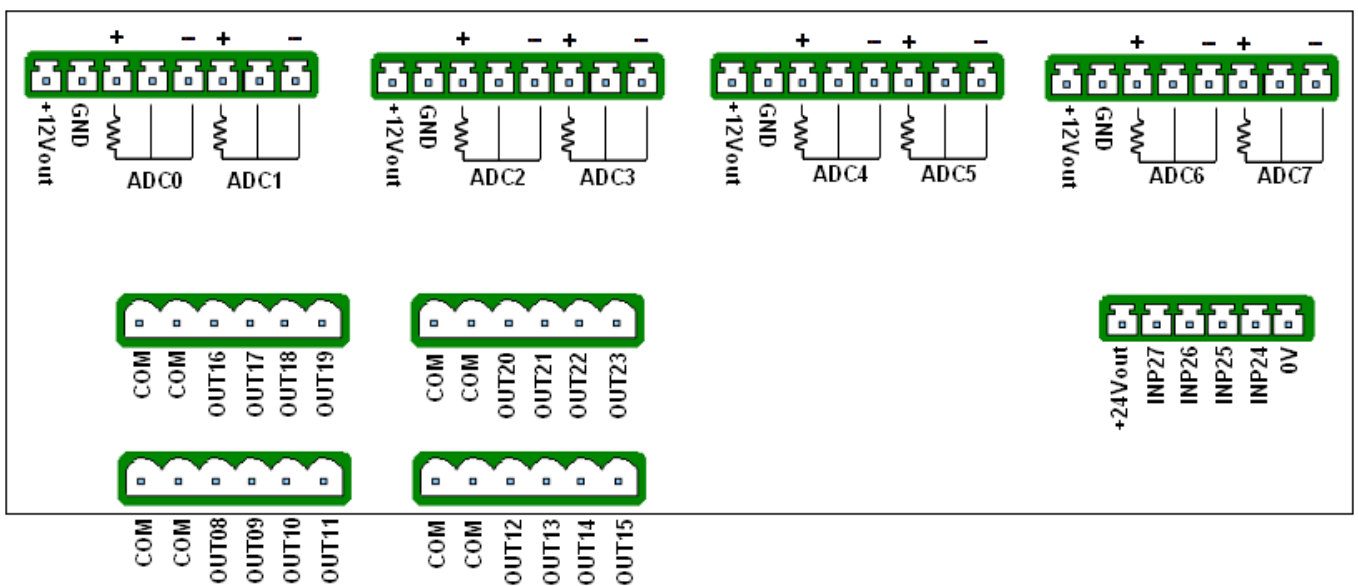 + − + − + − + − + − + − + − + −
+12Vout GND ADC0 ADC1 +12Vout GND ADC2 ADC3 +12Vout GND ADC4 ADC5 +12Vout GND ADC6 ADC7
COM COM OUT16 OUT17 OUT18 OUT19 COM COM OUT20 OUT21 OUT22 OUT23 +24Vout INP27 INP26 INP25 INP24 0V
COM COM OUT08 OUT09 OUT10 OUT11 COM COM OUT12 OUT13 OUT14 OUT15